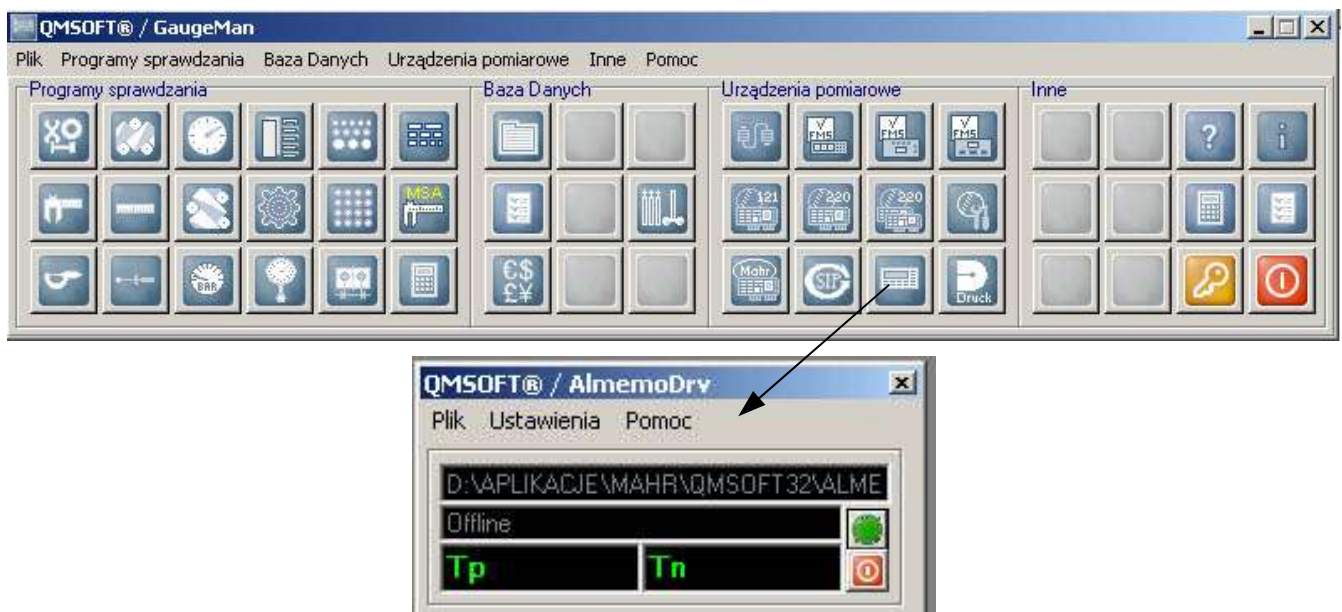 QMSOFT® / GaugeMan
Plik Programy sprawdzania Baza Danych Urządzenia pomiarowe Inne Pomoc
Programy sprawdzania Baza Danych Urządzenia pomiarowe Inne
FMS FMS FMS ? i
MSA 121 220 220
BAR €$ £¥ Mahr SIP Druck
QMSOFT® / AlmemoDrv
Plik Ustawienia Pomoc
D:\APLIKACJE\MAHR\QMSOFT32\ALME
Offline
Tp Tn